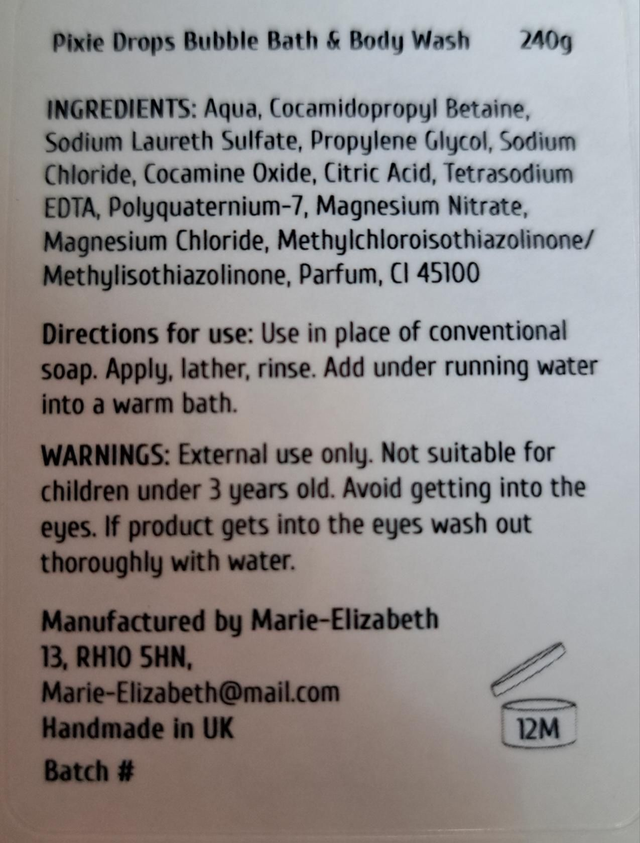 Pixie Drops Bubble Bath & Body Wash 240g
INGREDIENTS: Aqua, Cocamidopropyl Betaine,
Sodium Laureth Sulfate, Propylene Glycol, Sodium
Chloride, Cocamine Oxide, Citric Acid, Tetrasodium
EDTA, Polyquaternium-7, Magnesium Nitrate,
Magnesium Chloride, Methylchloroisothiazolinone/
Methylisothiazolinone, Parfum, CI 45100
Directions for use: Use in place of conventional
soap. Apply, lather, rinse. Add under running water
into a warm bath.
WARNINGS: External use only. Not suitable for
children under 3 years old. Avoid getting into the
eyes. If product gets into the eyes wash out
thoroughly with water.
Manufactured by Marie-Elizabeth
13, RH10 5HN,
Marie-Elizabeth@mail.com
Handmade in UK
12M
Batch #